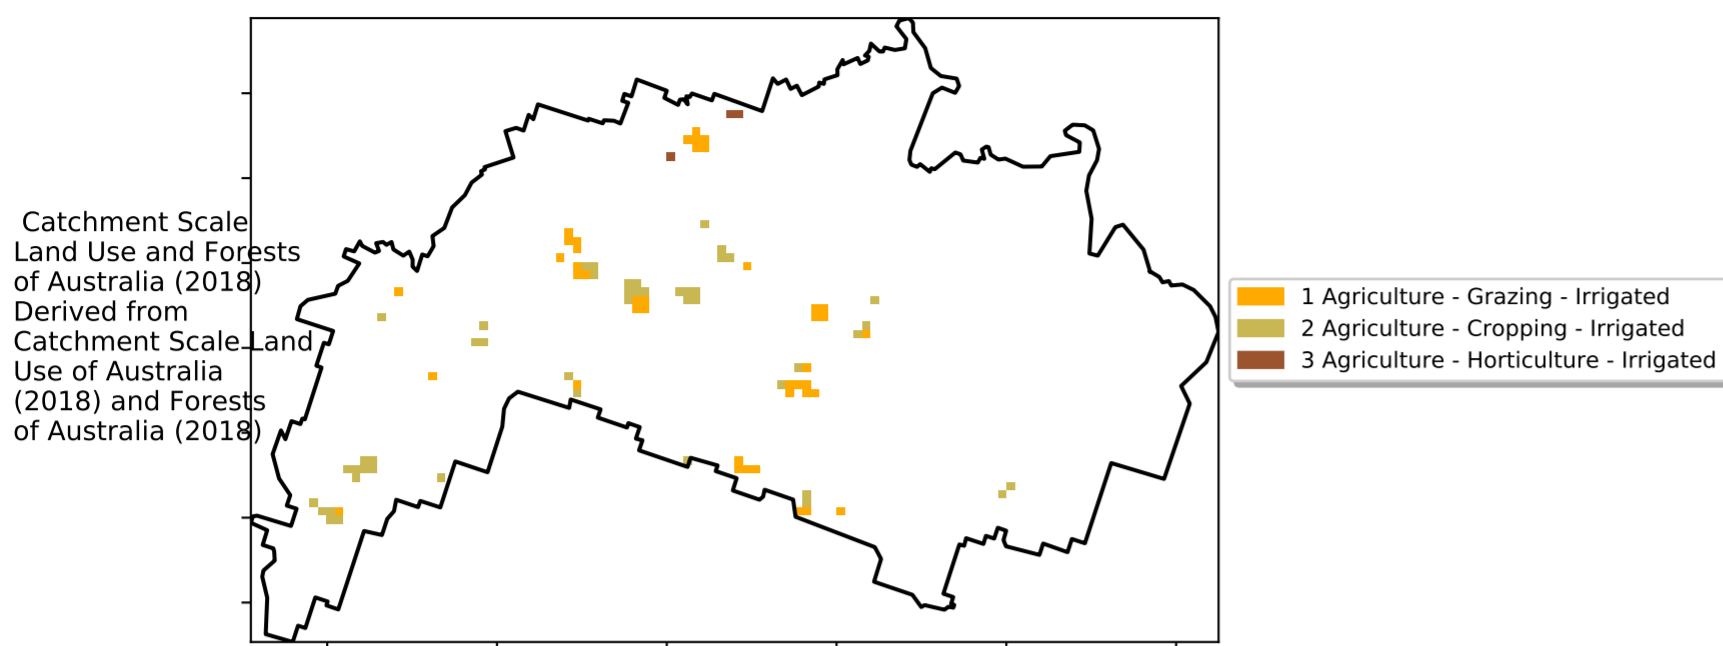 Catchment Scale
Land Use and Forests
of Australia (2018)
Derived from
Catchment Scale Land
Use of Australia
(2018) and Forests
of Australia (2018)
1 Agriculture - Grazing - Irrigated
2 Agriculture - Cropping - Irrigated
3 Agriculture - Horticulture - Irrigated